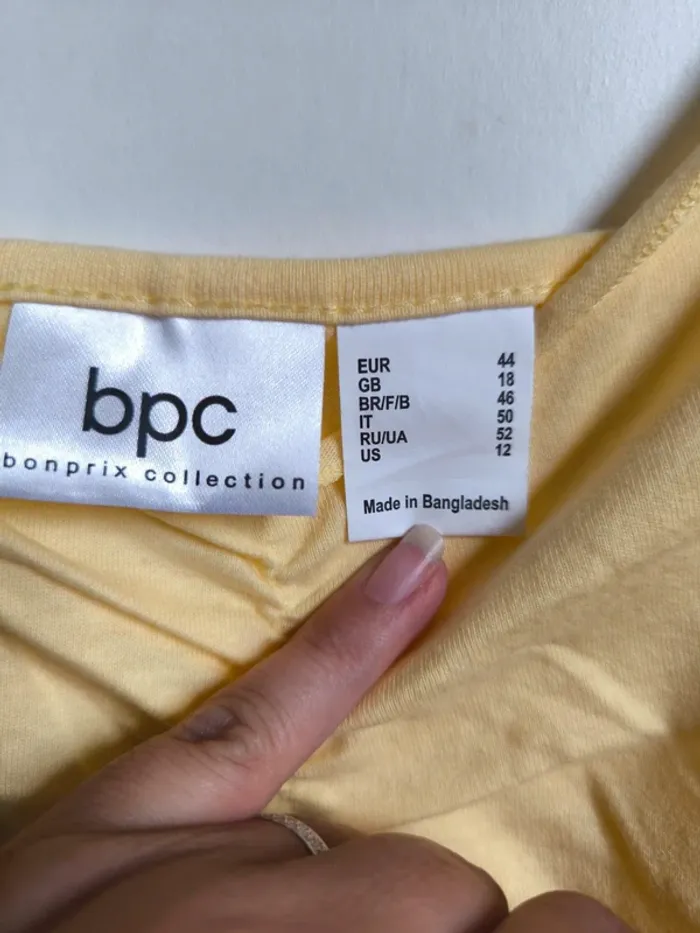 bpc
bonprix collection
EUR 44
GB 18
BR/F/B 46
IT 50
RU/UA 52
US 12
Made in Bangladesh